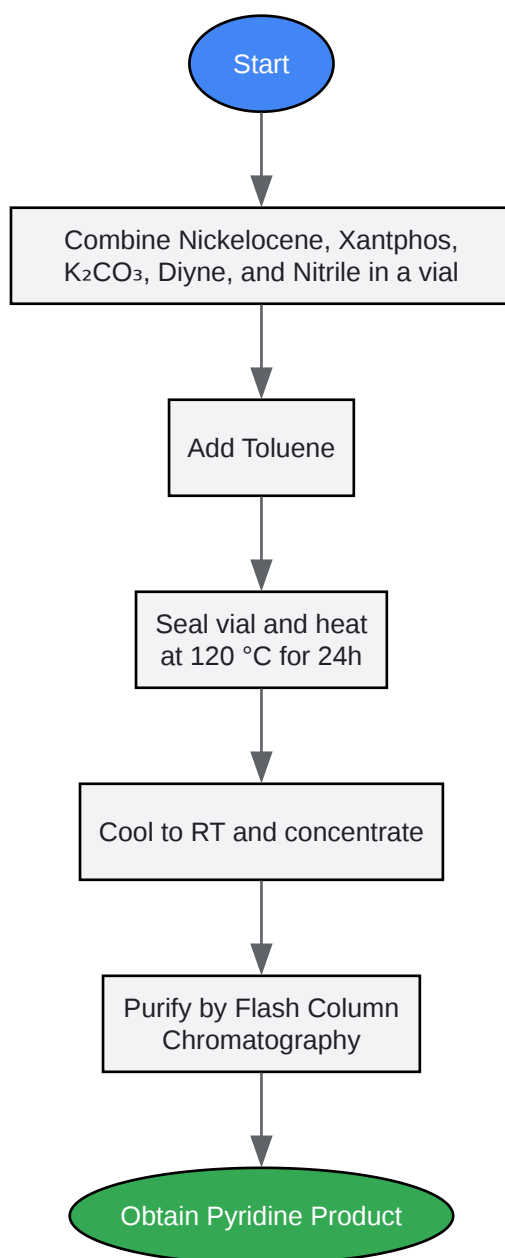 Start
Combine Nickelocene, Xantphos,
K₂CO₃, Diyne, and Nitrile in a vial
Add Toluene
Seal vial and heat
at 120 °C for 24h
Cool to RT and concentrate
Purify by Flash Column
Chromatography
Obtain Pyridine Product